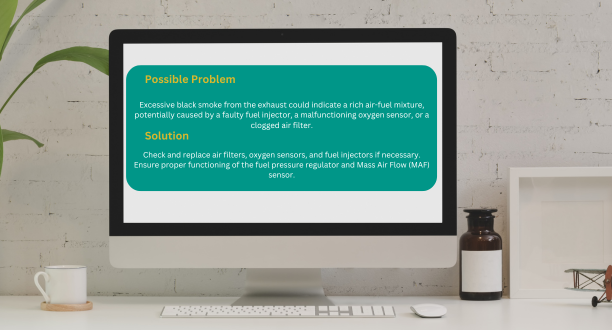 Possible Problem
Excessive black smoke from the exhaust could indicate a rich air-fuel mixture,
potentially caused by a faulty fuel injector, a malfunctioning oxygen sensor, or a
clogged air filter.
Solution
Check and replace air filters, oxygen sensors, and fuel injectors if necessary.
Ensure proper functioning of the fuel pressure regulator and Mass Air Flow (MAF)
sensor.